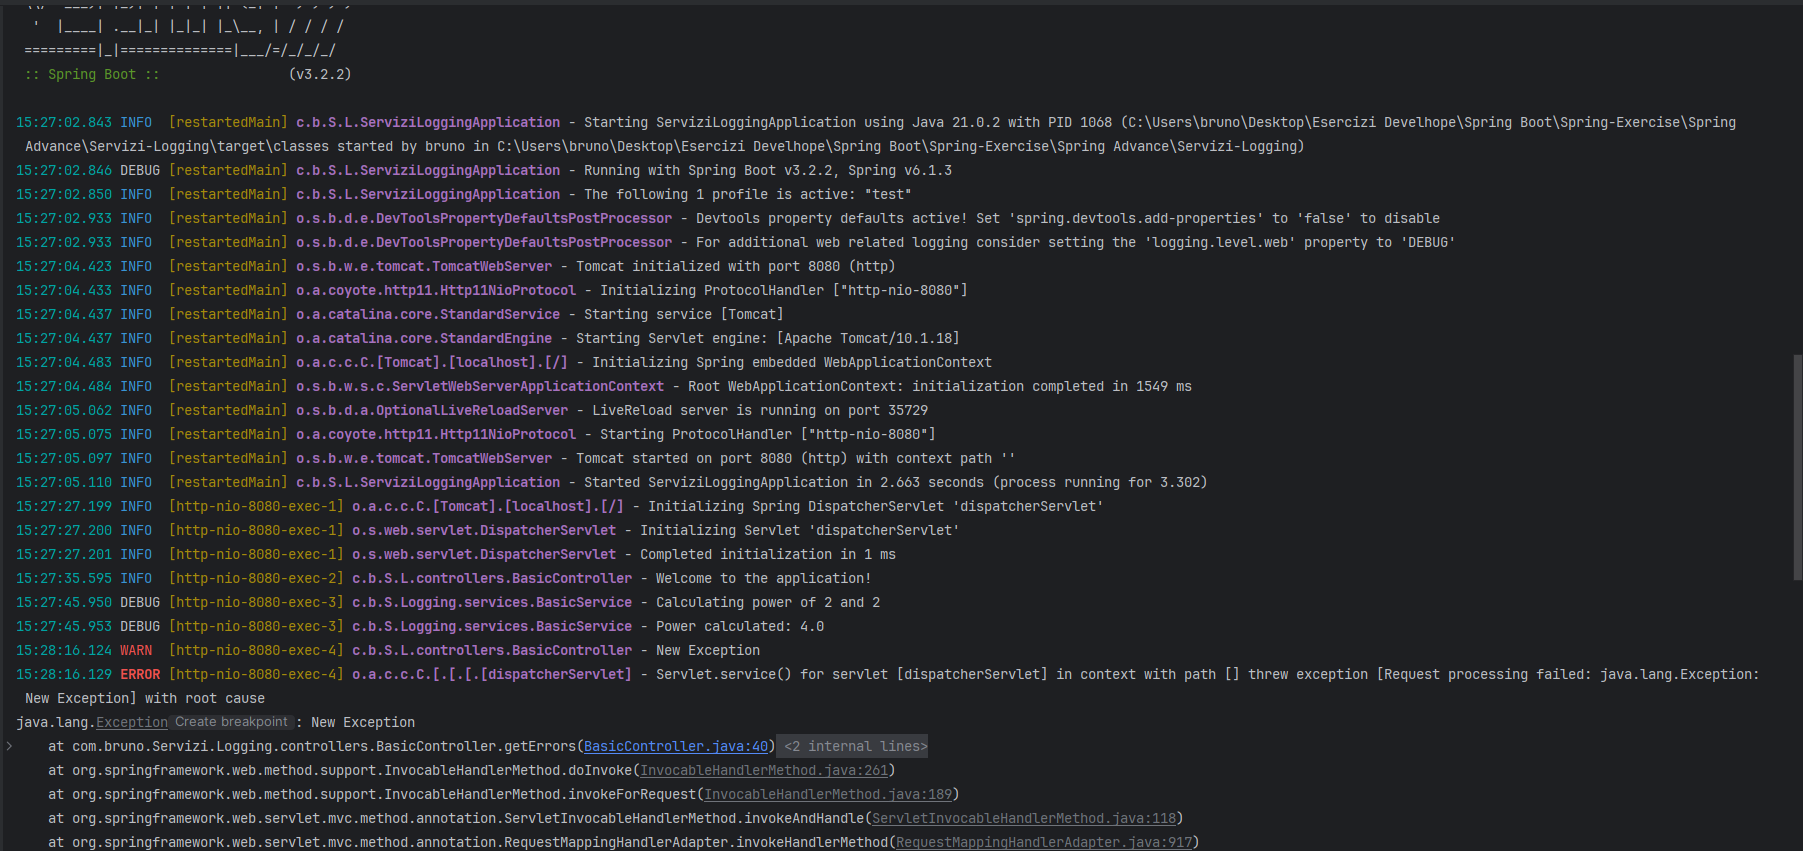 '  |____| .__|_| |_|_| |_\__, | / / / /
=========|_|==============|___/=/_/_/_/
:: Spring Boot ::                (v3.2.2)
15:27:02.843 INFO  [restartedMain] c.b.S.L.ServiziLoggingApplication - Starting ServiziLoggingApplication using Java 21.0.2 with PID 1068 (C:\Users\bruno\Desktop\Esercizi Develhope\Spring Boot\Spring-Exercise\Spring
Advance\Servizi-Logging\target\classes started by bruno in C:\Users\bruno\Desktop\Esercizi Develhope\Spring Boot\Spring-Exercise\Spring Advance\Servizi-Logging)
15:27:02.846 DEBUG [restartedMain] c.b.S.L.ServiziLoggingApplication - Running with Spring Boot v3.2.2, Spring v6.1.3
15:27:02.850 INFO  [restartedMain] c.b.S.L.ServiziLoggingApplication - The following 1 profile is active: "test"
15:27:02.933 INFO  [restartedMain] o.s.b.d.e.DevToolsPropertyDefaultsPostProcessor - Devtools property defaults active! Set 'spring.devtools.add-properties' to 'false' to disable
15:27:02.933 INFO  [restartedMain] o.s.b.d.e.DevToolsPropertyDefaultsPostProcessor - For additional web related logging consider setting the 'logging.level.web' property to 'DEBUG'
15:27:04.423 INFO  [restartedMain] o.s.b.w.e.tomcat.TomcatWebServer - Tomcat initialized with port 8080 (http)
15:27:04.433 INFO  [restartedMain] o.a.coyote.http11.Http11NioProtocol - Initializing ProtocolHandler ["http-nio-8080"]
15:27:04.437 INFO  [restartedMain] o.a.catalina.core.StandardService - Starting service [Tomcat]
15:27:04.437 INFO  [restartedMain] o.a.catalina.core.StandardEngine - Starting Servlet engine: [Apache Tomcat/10.1.18]
15:27:04.483 INFO  [restartedMain] o.a.c.c.C.[Tomcat].[localhost].[/] - Initializing Spring embedded WebApplicationContext
15:27:04.484 INFO  [restartedMain] o.s.b.w.s.c.ServletWebServerApplicationContext - Root WebApplicationContext: initialization completed in 1549 ms
15:27:05.062 INFO  [restartedMain] o.s.b.d.a.OptionalLiveReloadServer - LiveReload server is running on port 35729
15:27:05.075 INFO  [restartedMain] o.a.coyote.http11.Http11NioProtocol - Starting ProtocolHandler ["http-nio-8080"]
15:27:05.097 INFO  [restartedMain] o.s.b.w.e.tomcat.TomcatWebServer - Tomcat started on port 8080 (http) with context path ''
15:27:05.110 INFO  [restartedMain] c.b.S.L.ServiziLoggingApplication - Started ServiziLoggingApplication in 2.663 seconds (process running for 3.302)
15:27:27.199 INFO  [http-nio-8080-exec-1] o.a.c.c.C.[Tomcat].[localhost].[/] - Initializing Spring DispatcherServlet 'dispatcherServlet'
15:27:27.200 INFO  [http-nio-8080-exec-1] o.s.web.servlet.DispatcherServlet - Initializing Servlet 'dispatcherServlet'
15:27:27.201 INFO  [http-nio-8080-exec-1] o.s.web.servlet.DispatcherServlet - Completed initialization in 1 ms
15:27:35.595 INFO  [http-nio-8080-exec-2] c.b.S.L.controllers.BasicController - Welcome to the application!
15:27:45.950 DEBUG [http-nio-8080-exec-3] c.b.S.Logging.services.BasicService - Calculating power of 2 and 2
15:27:45.953 DEBUG [http-nio-8080-exec-3] c.b.S.Logging.services.BasicService - Power calculated: 4.0
15:28:16.124 WARN  [http-nio-8080-exec-4] c.b.S.L.controllers.BasicController - New Exception
15:28:16.129 ERROR [http-nio-8080-exec-4] o.a.c.c.C.[.[.[.[dispatcherServlet] - Servlet.service() for servlet [dispatcherServlet] in context with path [] threw exception [Request processing failed: java.lang.Exception:
New Exception] with root cause
java.lang.Exception Create breakpoint : New Exception
at com.bruno.Servizi.Logging.controllers.BasicController.getErrors(BasicController.java:40) <2 internal lines>
at org.springframework.web.method.support.InvocableHandlerMethod.doInvoke(InvocableHandlerMethod.java:261)
at org.springframework.web.method.support.InvocableHandlerMethod.invokeForRequest(InvocableHandlerMethod.java:189)
at org.springframework.web.servlet.mvc.method.annotation.ServletInvocableHandlerMethod.invokeAndHandle(ServletInvocableHandlerMethod.java:118)
at org.springframework.web.servlet.mvc.method.annotation.RequestMappingHandlerAdapter.invokeHandlerMethod(RequestMappingHandlerAdapter.java:917)